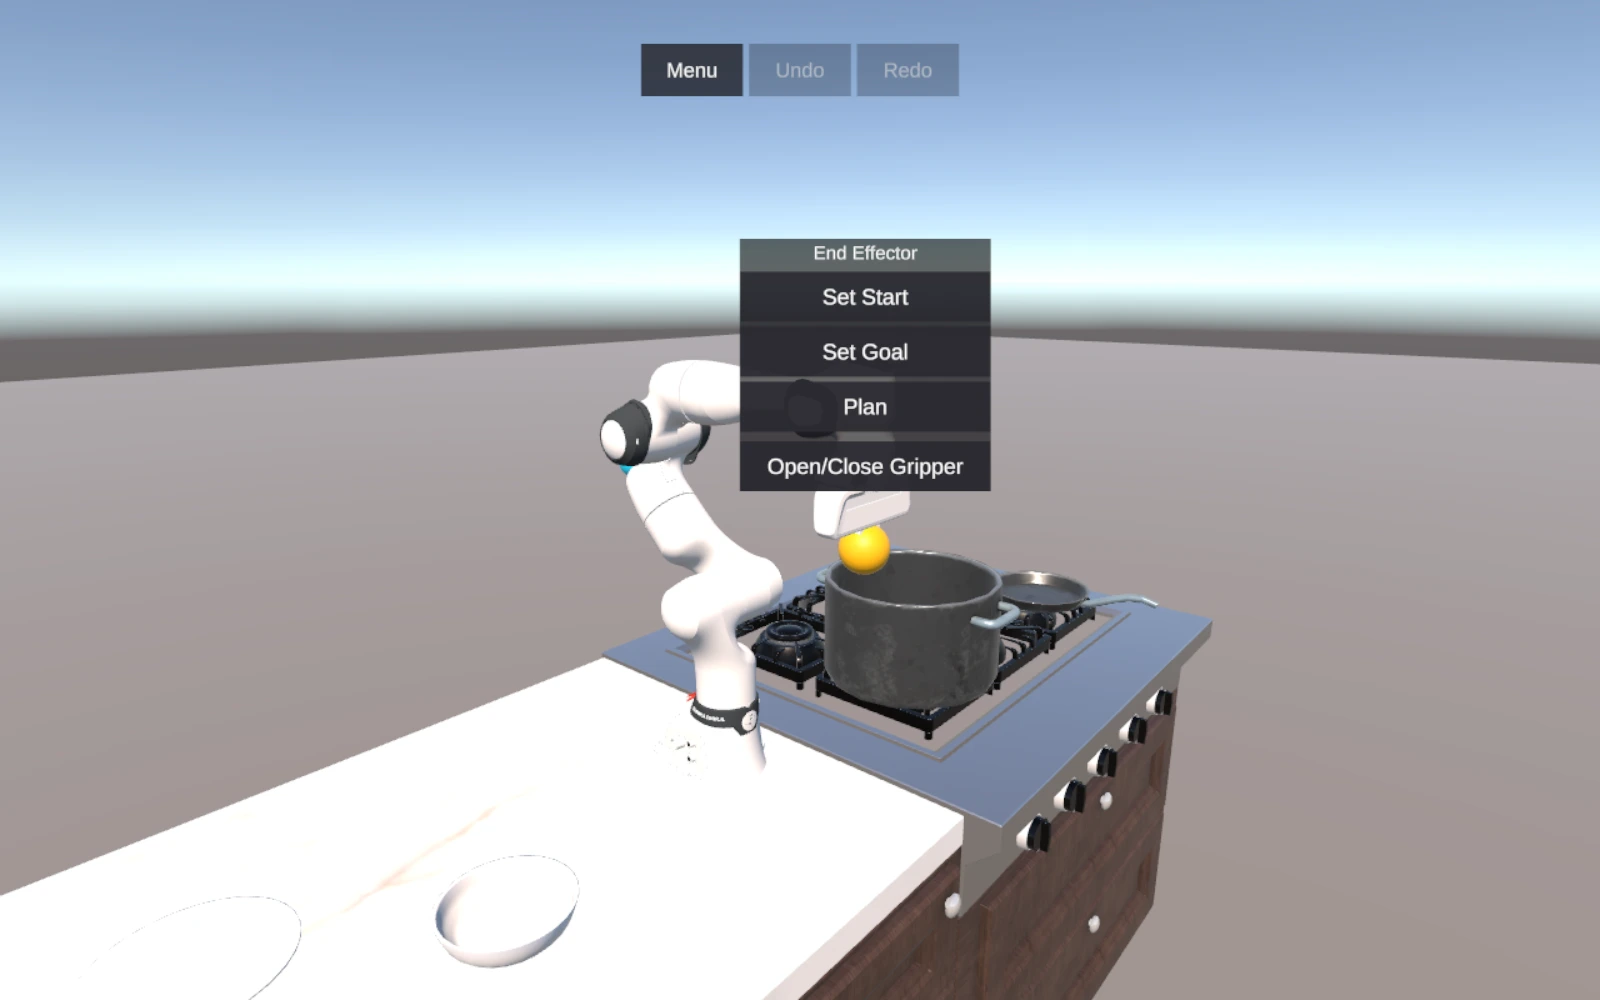 Menu
Undo
Redo
End Effector
Set Start
Set Goal
Plan
Open/Close Gripper